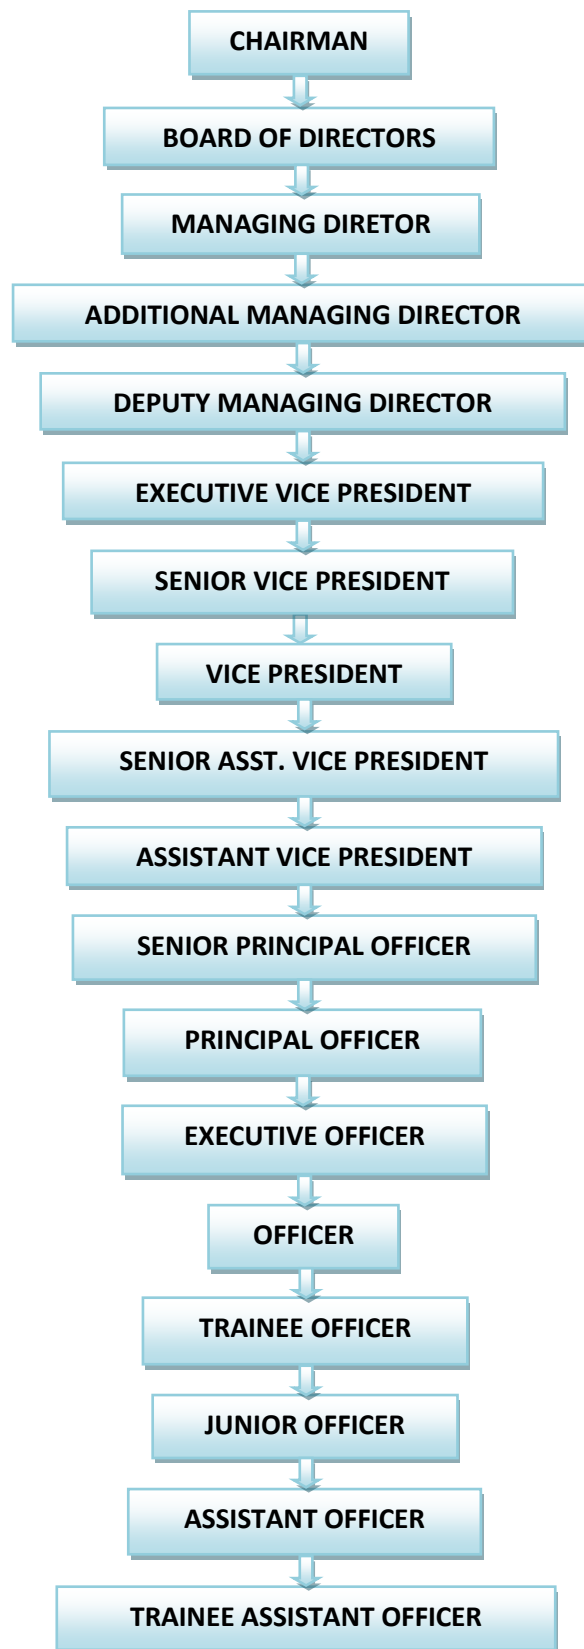 CHAIRMAN
BOARD OF DIRECTORS
MANAGING DIRETOR
ADDITIONAL MANAGING DIRECTOR
DEPUTY MANAGING DIRECTOR
EXECUTIVE VICE PRESIDENT
SENIOR VICE PRESIDENT
VICE PRESIDENT
SENIOR ASST. VICE PRESIDENT
ASSISTANT VICE PRESIDENT
SENIOR PRINCIPAL OFFICER
PRINCIPAL OFFICER
EXECUTIVE OFFICER
OFFICER
TRAINEE OFFICER
JUNIOR OFFICER
ASSISTANT OFFICER
TRAINEE ASSISTANT OFFICER